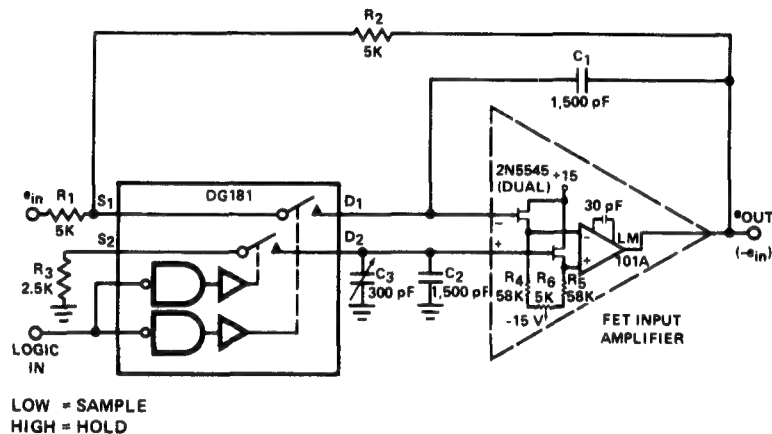 R2
5K
C1
1,500 pF
2N5545
(DUAL)
+15
DG181
30 pF
ein
R1
5K
S1
D1
−
−
eOUT
(-ein)
LM
101A
S2
D2
+
+
R3
2.5K
C3
300 pF
C2
1,500 pF
R4
58K
R6
5K
R5
58K
-15 V
FET INPUT
AMPLIFIER
LOGIC
IN
LOW = SAMPLE
HIGH = HOLD